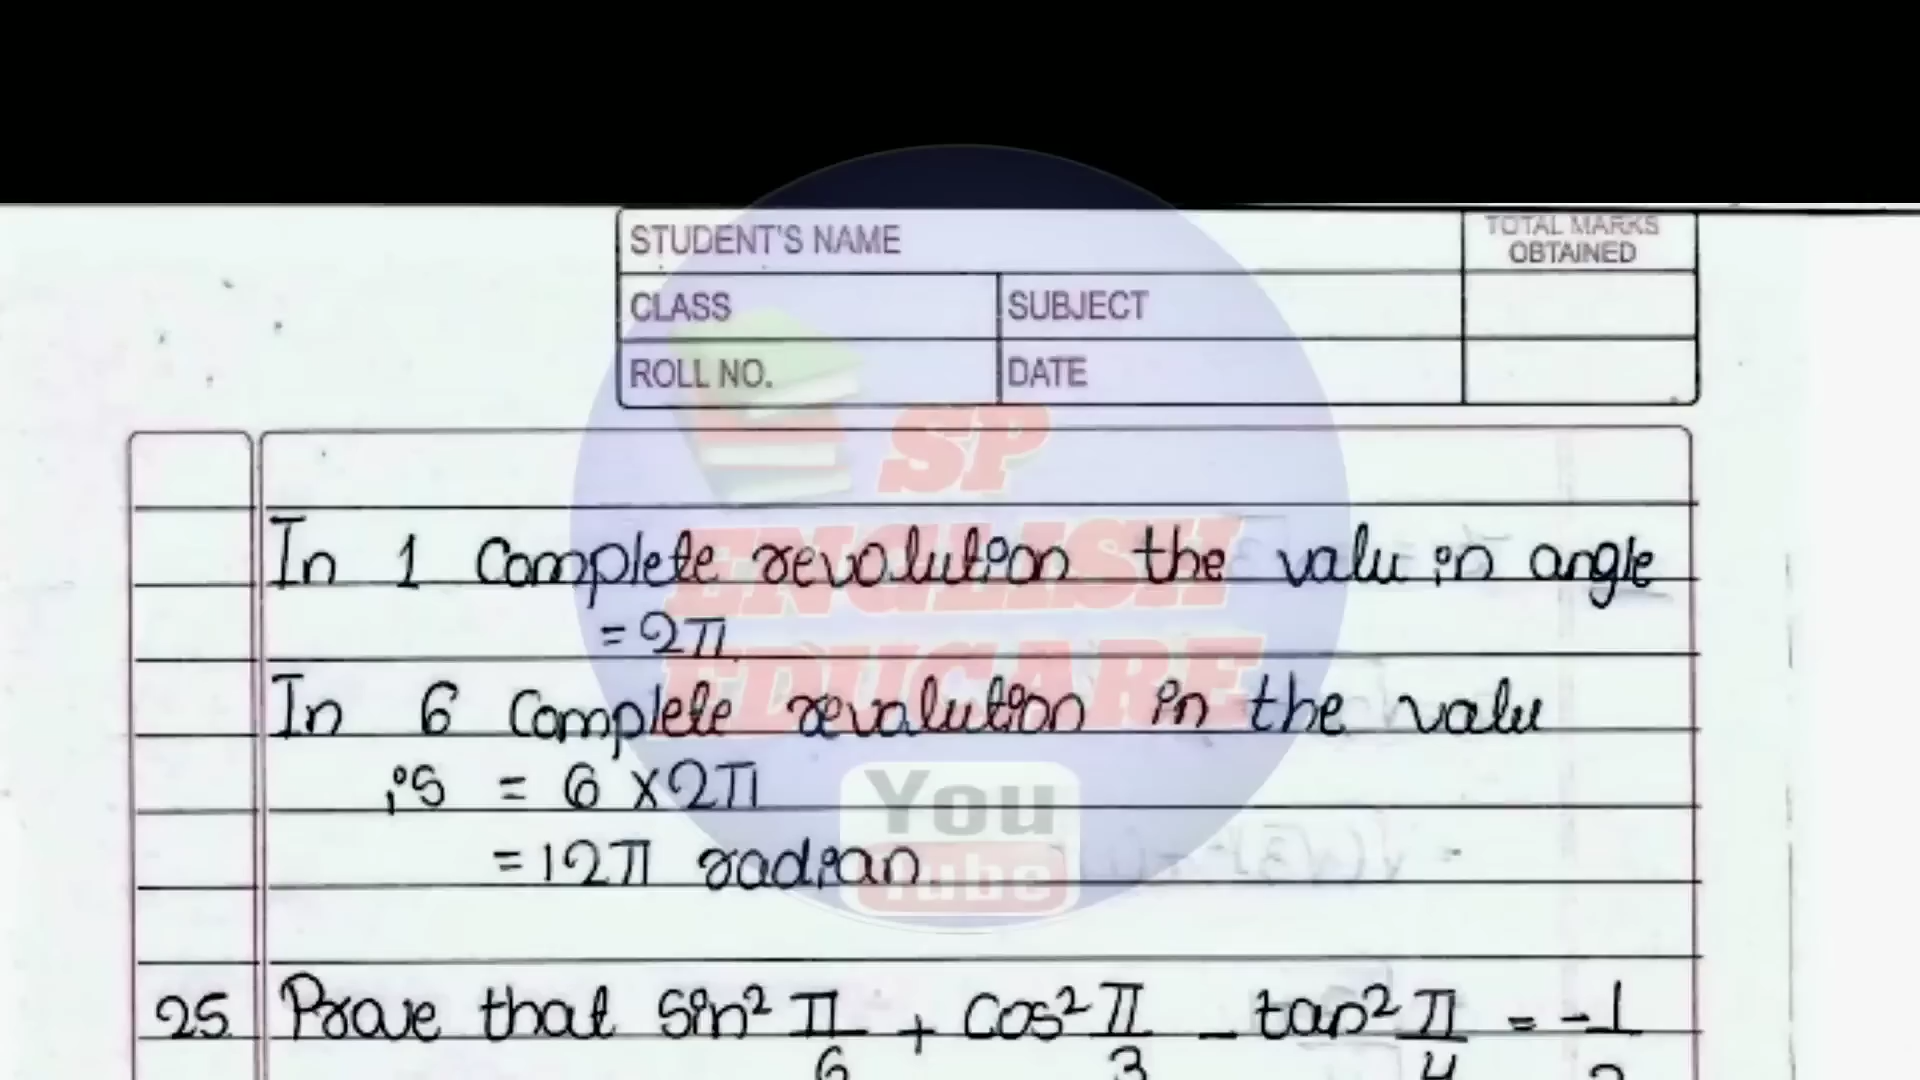 STUDENT'S NAME
TOTAL MARKS OBTAINED
CLASS
SUBJECT
ROLL NO.
DATE
SP
ENGLISH
EDUCARE
You
Tube
In 1 Complete revolution the valu in angle
= 2π
In 6 Complete revolution in the valu
is = 6 × 2π
= 12π radian
25. Prove that Sin² π/6 + Cos² π/3 - tan² π/4 = -1/2